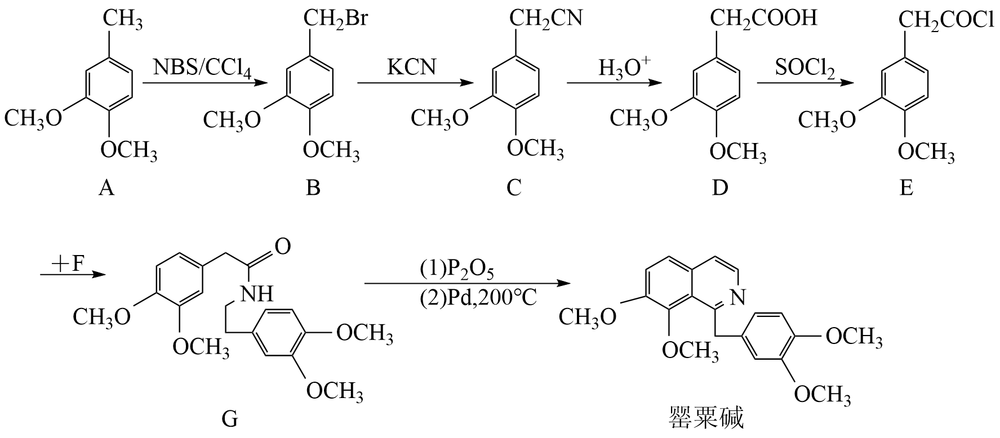 CH₃
CH₂Br
CH₂CN
CH₂COOH
CH₂COCl
NBS/CCl₄
KCN
H₃O⁺
SOCl₂
CH₃O
OCH₃
CH₃O
OCH₃
CH₃O
OCH₃
CH₃O
OCH₃
CH₃O
OCH₃
A
B
C
D
E
+F
O
NH
CH₃O
OCH₃
OCH₃
OCH₃
G
(1)P₂O₅
(2)Pd,200℃
N
CH₃O
OCH₃
OCH₃
OCH₃
罂粟碱